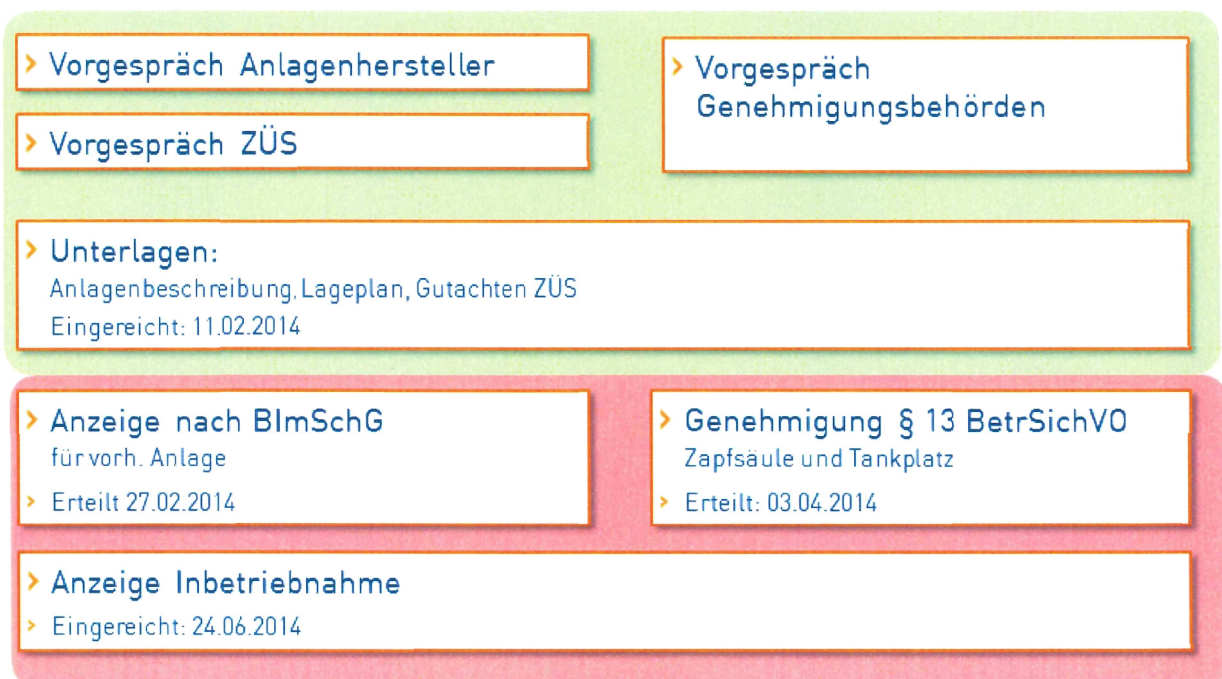 > Vorgespräch Anlagenhersteller
> Vorgespräch ZÜS
> Vorgespräch
Genehmigungsbehörden
> Unterlagen:
Anlagenbeschreibung, Lageplan, Gutachten ZÜS
Eingereicht: 11.02.2014
> Anzeige nach BImSchG
für vorh. Anlage
> Erteilt 27.02.2014
> Genehmigung § 13 BetrSichVO
Zapfsäule und Tankplatz
> Erteilt: 03.04.2014
> Anzeige Inbetriebnahme
> Eingereicht: 24.06.2014